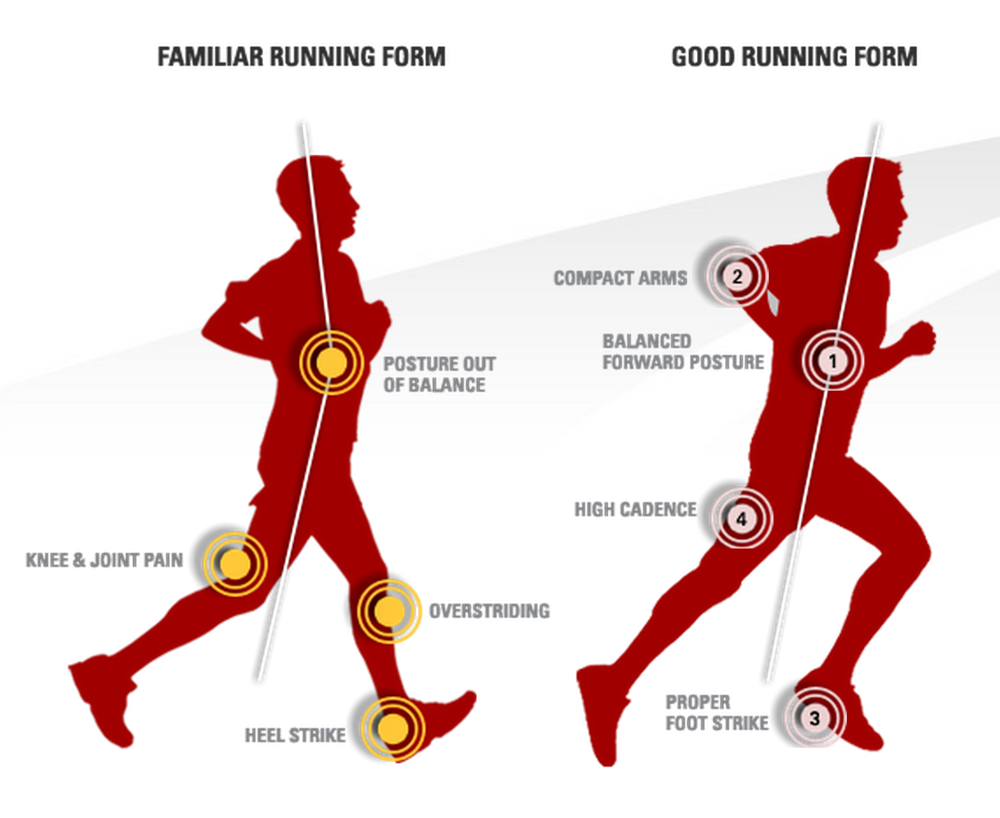 FAMILIAR RUNNING FORM
POSTURE OUT
OF BALANCE
KNEE & JOINT PAIN
OVERSTRIDING
HEEL STRIKE
GOOD RUNNING FORM
COMPACT ARMS
2
BALANCED
FORWARD POSTURE
1
HIGH CADENCE
4
PROPER
FOOT STRIKE
3